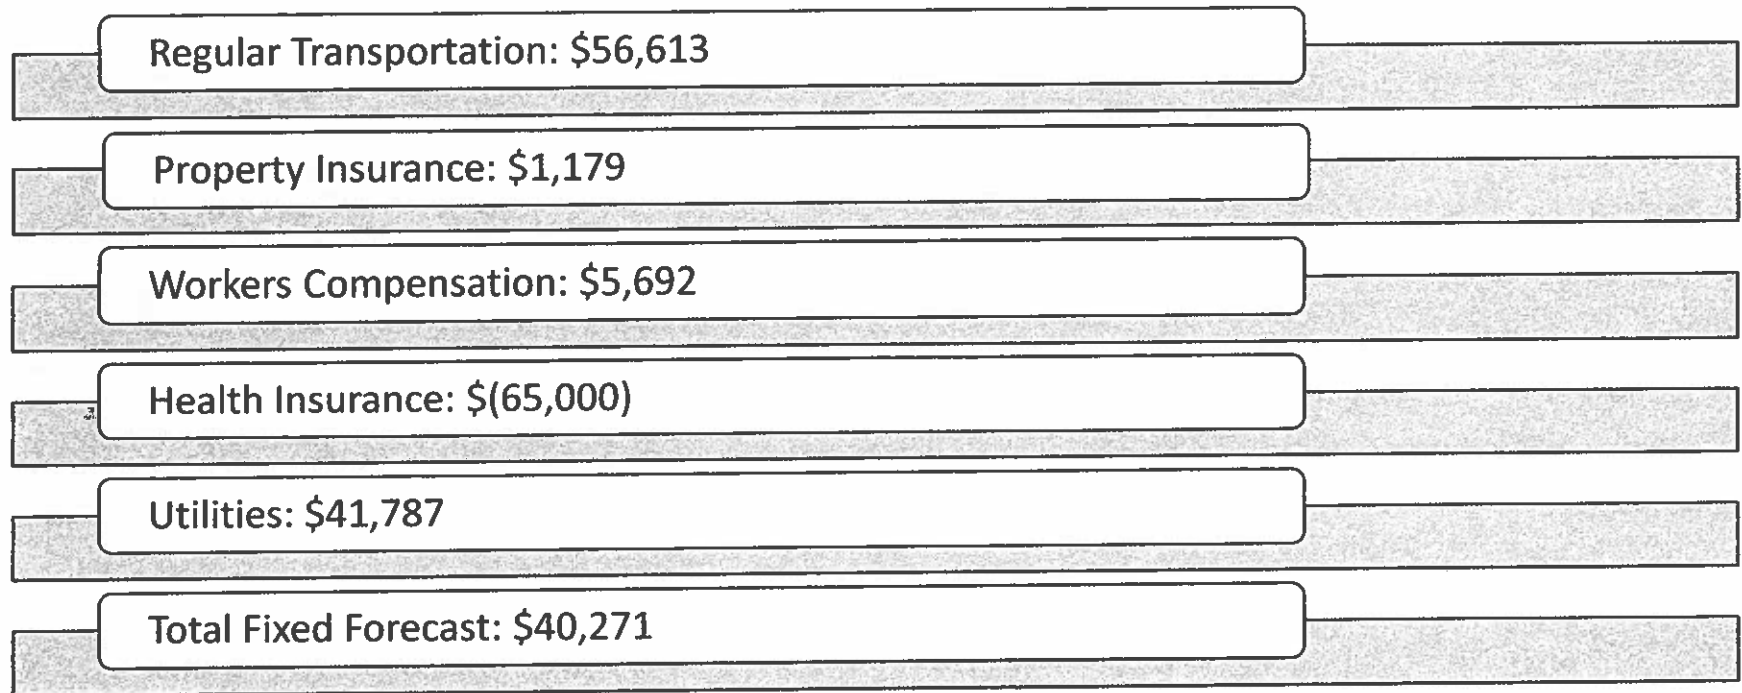 Regular Transportation: $56,613
Property Insurance: $1,179
Workers Compensation: $5,692
Health Insurance: $(65,000)
Utilities: $41,787
Total Fixed Forecast: $40,271